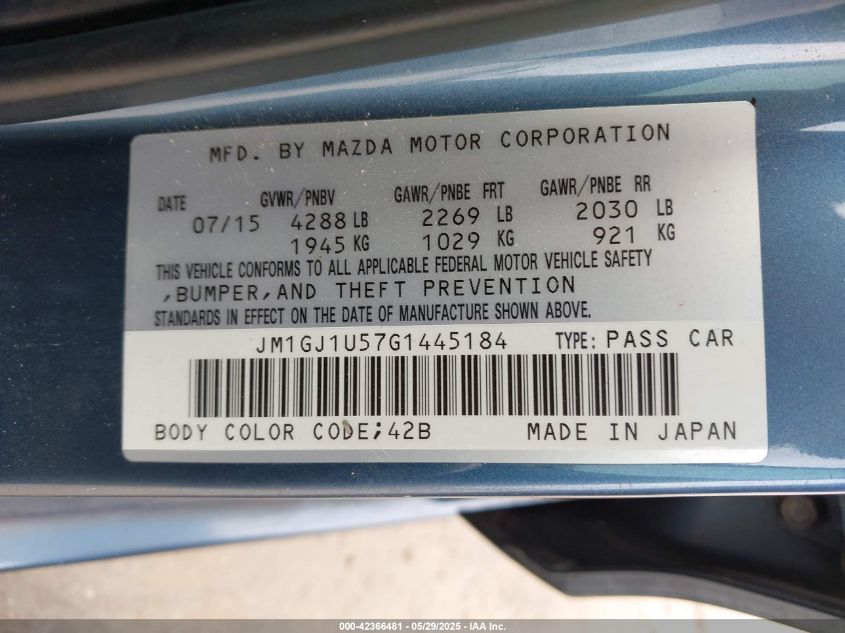 MFD. BY MAZDA MOTOR CORPORATION
DATE GVWR/PNBV GAWR/PNBE FRT GAWR/PNBE RR
07/15 4288 LB 2269 LB 2030 LB
1945 KG 1029 KG 921 KG
THIS VEHICLE CONFORMS TO ALL APPLICABLE FEDERAL MOTOR VEHICLE SAFETY
,BUMPER,AND THEFT PREVENTION
STANDARDS IN EFFECT ON THE DATE OF MANUFACTURE SHOWN ABOVE.
JM1GJ1U57G1445184 TYPE: PASS CAR
BODY COLOR CODE;42B MADE IN JAPAN
000-42366481 - 05/29/2025 - IAA Inc.